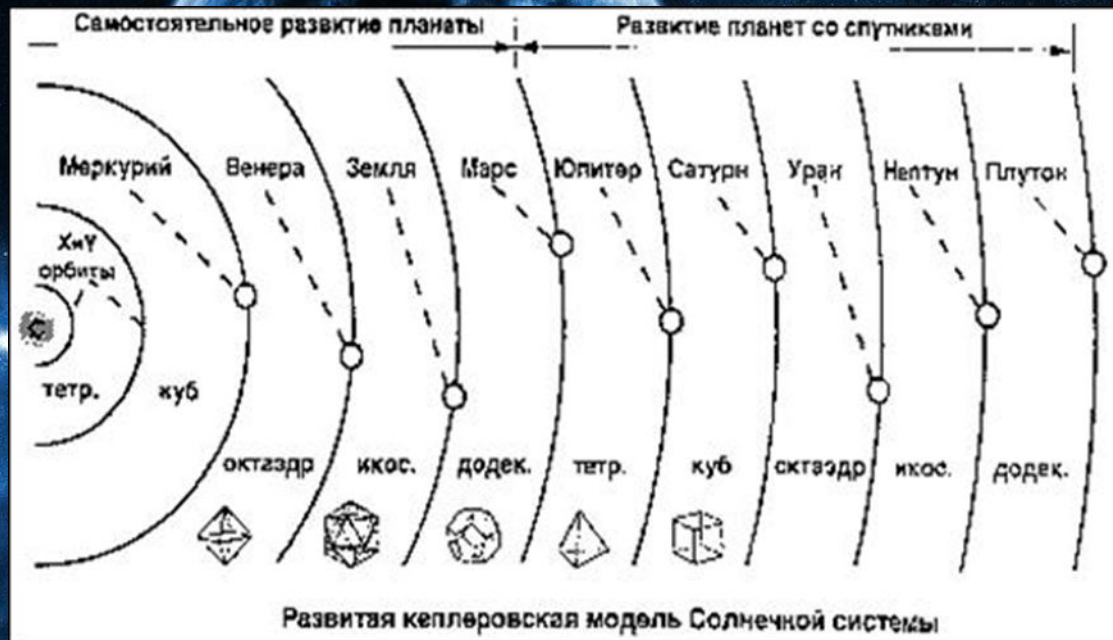 Самостоятельное развитие планеты
Развитие планет со спутниками
Меркурий Венера Земля Марс Юпитер Сатурн Уран Нептун Плутон
X и Y
орбиты
С
тетр. куб
октаэдр икос. додек. тетр. куб октаэдр икос. додек.
Развитая кеплеровская модель Солнечной системы